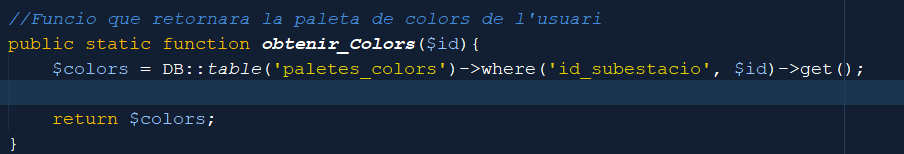 //Funcio que retornara la paleta de colors de l'usuari
public static function obtenir_Colors($id){
    $colors = DB::table('paletes_colors')->where('id_subestacio', $id)->get();
    return $colors;
}